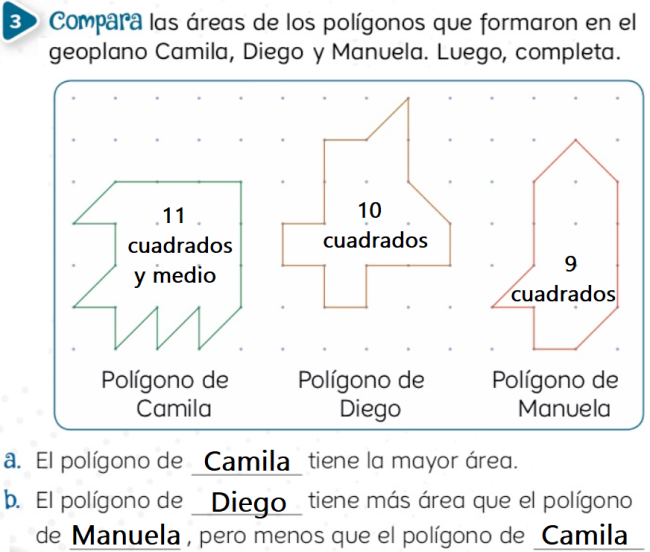 3 Compara las áreas de los polígonos que formaron en el
geoplano Camila, Diego y Manuela. Luego, completa.
11
cuadrados
y medio
10
cuadrados
9
cuadrados
Polígono de
Camila
Polígono de
Diego
Polígono de
Manuela
a. El polígono de Camila tiene la mayor área.
b. El polígono de Diego tiene más área que el polígono
de Manuela, pero menos que el polígono de Camila